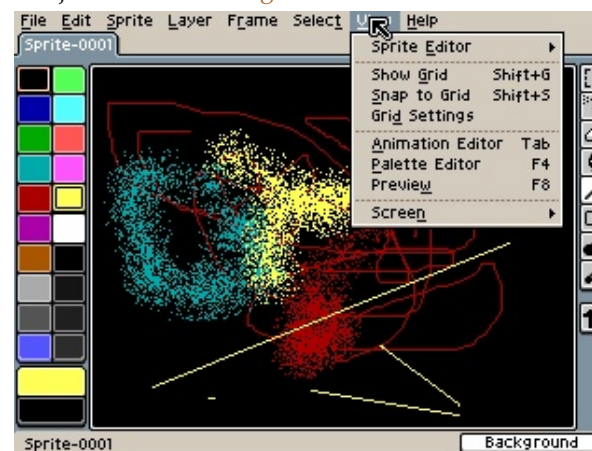 File Edit Sprite Layer Frame Select Help
Sprite-0001
Sprite Editor
Show Grid Shift+G
Snap to Grid Shift+S
Grid Settings
Animation Editor Tab
Palette Editor F4
Preview F8
Screen
Sprite-0001 Background